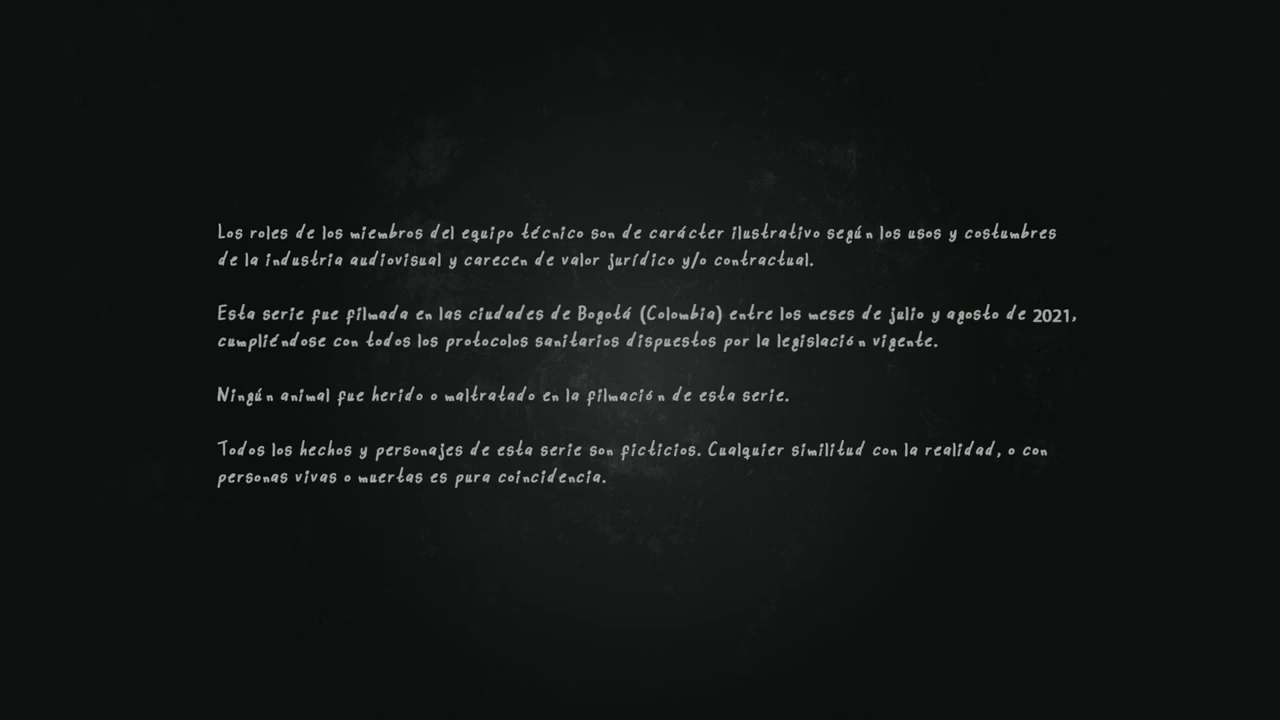 Los roles de los miembros del equipo técnico son de carácter ilustrativo según los usos y costumbres
de la industria audiovisual y carecen de valor jurídico y/o contractual.
Esta serie fue filmada en las ciudades de Bogotá (Colombia) entre los meses de julio y agosto de 2021,
cumpliéndose con todos los protocolos sanitarios dispuestos por la legislación vigente.
Ningún animal fue herido o maltratado en la filmación de esta serie.
Todos los hechos y personajes de esta serie son ficticios. Cualquier similitud con la realidad, o con
personas vivas o muertas es pura coincidencia.